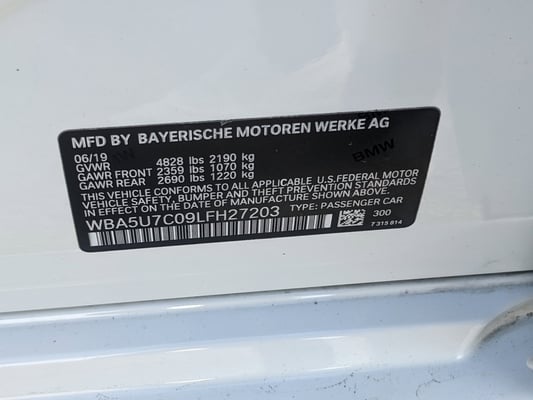 MFD BY BAYERISCHE MOTOREN WERKE AG
06/19
GVWR 4828 lbs 2190 kg
GAWR FRONT 2359 lbs 1070 kg
GAWR REAR 2690 lbs 1220 kg
BMW
THIS VEHICLE CONFORMS TO ALL APPLICABLE U.S.FEDERAL MOTOR
VEHICLE SAFETY, BUMPER, AND THEFT PREVENTION STANDARDS
IN EFFECT ON THE DATE OF MANUFACTURE SHOWN ABOVE.
WBA5U7C09LFH27203 TYPE: PASSENGER CAR
300
7 315 814